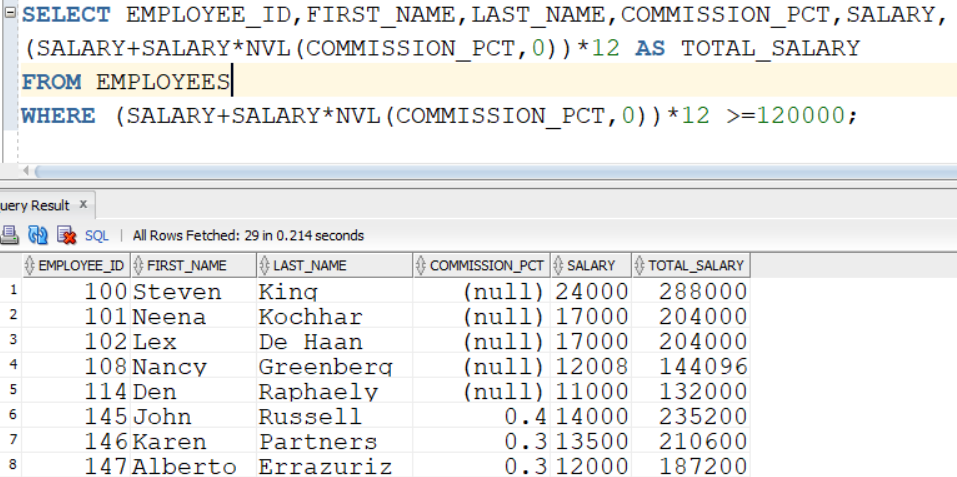 SELECT EMPLOYEE_ID,FIRST_NAME,LAST_NAME,COMMISSION_PCT,SALARY,
(SALARY+SALARY*NVL(COMMISSION_PCT,0))*12 AS TOTAL_SALARY
FROM EMPLOYEES
WHERE (SALARY+SALARY*NVL(COMMISSION_PCT,0))*12 >=120000;
uery Result x
SQL | All Rows Fetched: 29 in 0.214 seconds
EMPLOYEE_ID FIRST_NAME LAST_NAME COMMISSION_PCT SALARY TOTAL_SALARY
1 100 Steven King (null) 24000 288000
2 101 Neena Kochhar (null) 17000 204000
3 102 Lex De Haan (null) 17000 204000
4 108 Nancy Greenberg (null) 12008 144096
5 114 Den Raphaely (null) 11000 132000
6 145 John Russell 0.4 14000 235200
7 146 Karen Partners 0.3 13500 210600
8 147 Alberto Errazuriz 0.3 12000 187200